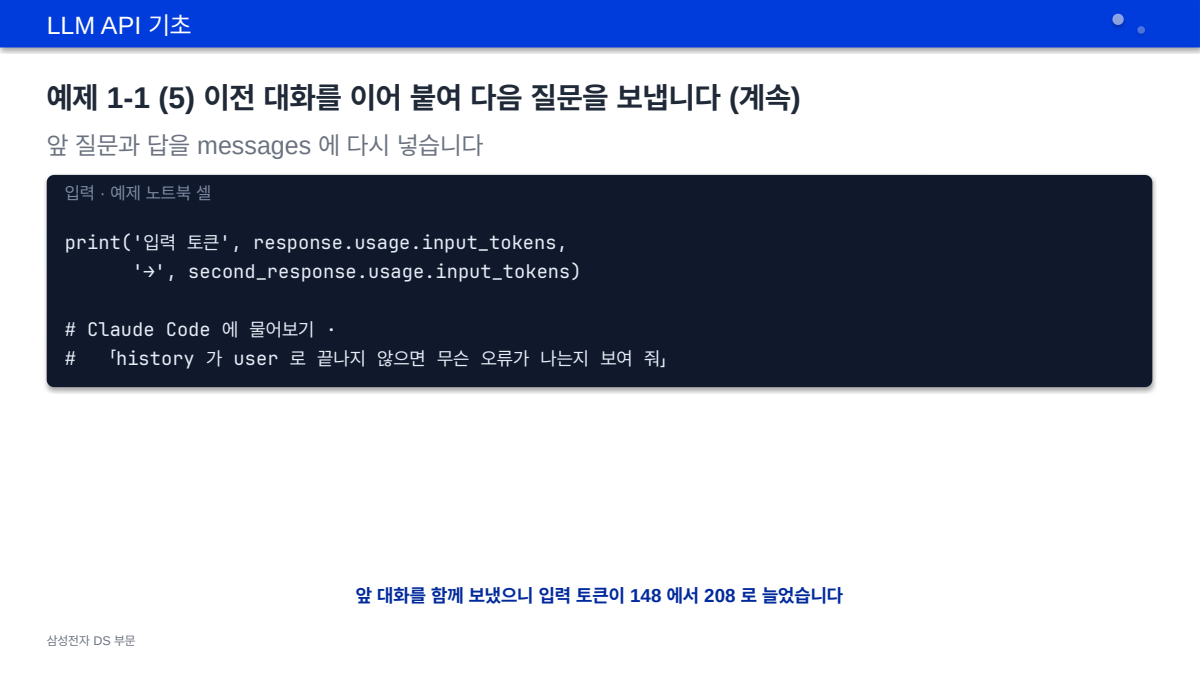 LLM API 기초
예제 1-1 (5) 이전 대화를 이어 붙여 다음 질문을 보냅니다 (계속)
앞 질문과 답을 messages 에 다시 넣습니다
입력 · 예제 노트북 셀
print('입력 토큰', response.usage.input_tokens,
      '→', second_response.usage.input_tokens)
# Claude Code 에 물어보기 ·
#   「history 가 user 로 끝나지 않으면 무슨 오류가 나는지 보여 줘」
앞 대화를 함께 보냈으니 입력 토큰이 148 에서 208 로 늘었습니다
삼성전자 DS 부문